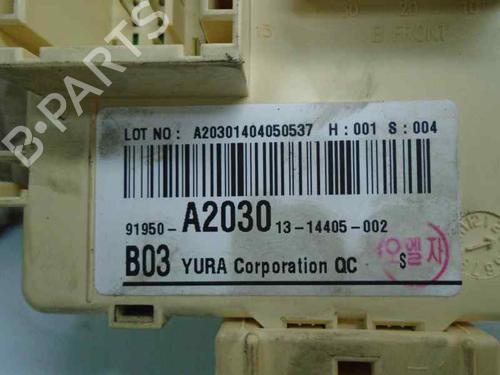 30 20 10
15 E FRONT
LOT NO : A20301404050537 H : 001 S : 004
91950-A2030 13-14405-002
B03 YURA Corporation QC S
B-PARTS